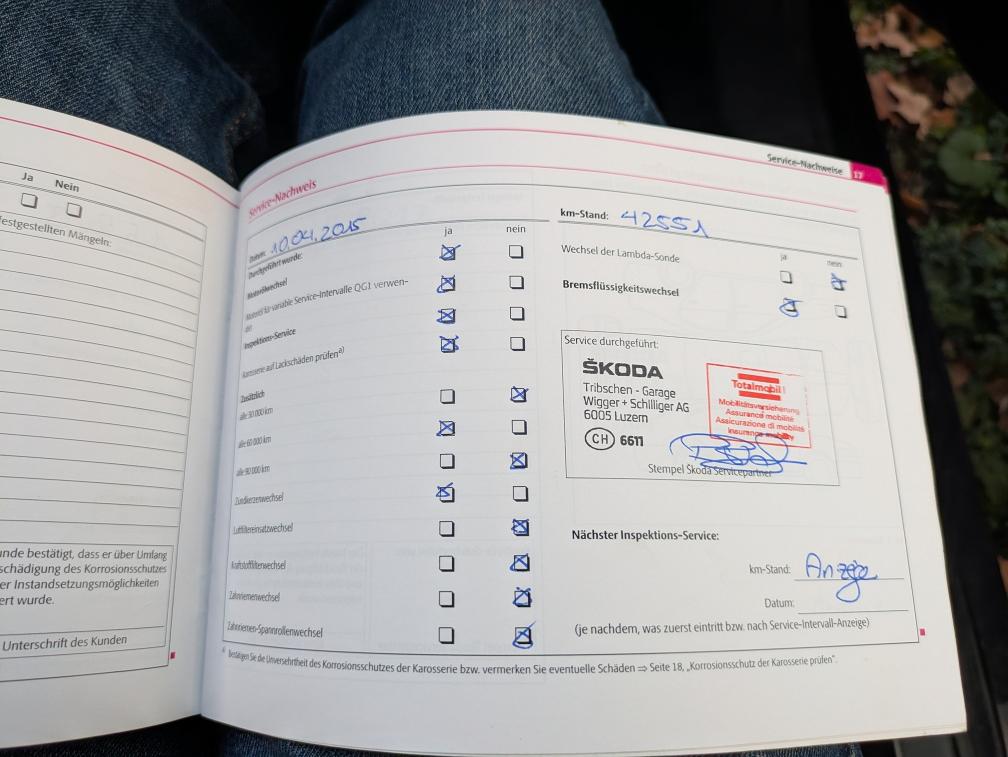 Ja Nein
festgestellten Mängeln:
unde bestätigt, dass er über Umfang
schädigung des Korrosionsschutzes
er Instandsetzungsmöglichkeiten
ert wurde.
Unterschrift des Kunden
Service-Nachweise 17
Service-Nachweis
Datum: 10.04.2015
Durchgeführt wurde:
ja nein
Motorölwechsel
Motoröl für variable Service-Intervalle QG1 verwen-
det
Inspektions-Service
Karosserie auf Lackschäden prüfen a)
Zusätzlich
alle 30 000 km
alle 60 000 km
alle 90 000 km
Zündkerzenwechsel
Luftfiltereinsatzwechsel
Kraftstofffilterwechsel
Zahnriemenwechsel
Zahnriemen-Spannrollenwechsel
km-Stand: 42551
ja nein
Wechsel der Lambda-Sonde
Bremsflüssigkeitswechsel
Service durchgeführt:
ŠKODA
Tribschen - Garage
Wigger + Schilliger AG
6005 Luzern
CH 6611
Totalmobil!
Mobilitätsversicherung
Assurance mobilité
Assicurazione di mobilità
Insurance mobility
Stempel Škoda Servicepartner
Nächster Inspektions-Service:
km-Stand: Anzeige
Datum:
(je nachdem, was zuerst eintritt bzw. nach Service-Intervall-Anzeige)
a) Bestätigen Sie die Unversehrtheit des Korrosionsschutzes der Karosserie bzw. vermerken Sie eventuelle Schäden ⇒ Seite 18, „Korrosionsschutz der Karosserie prüfen".